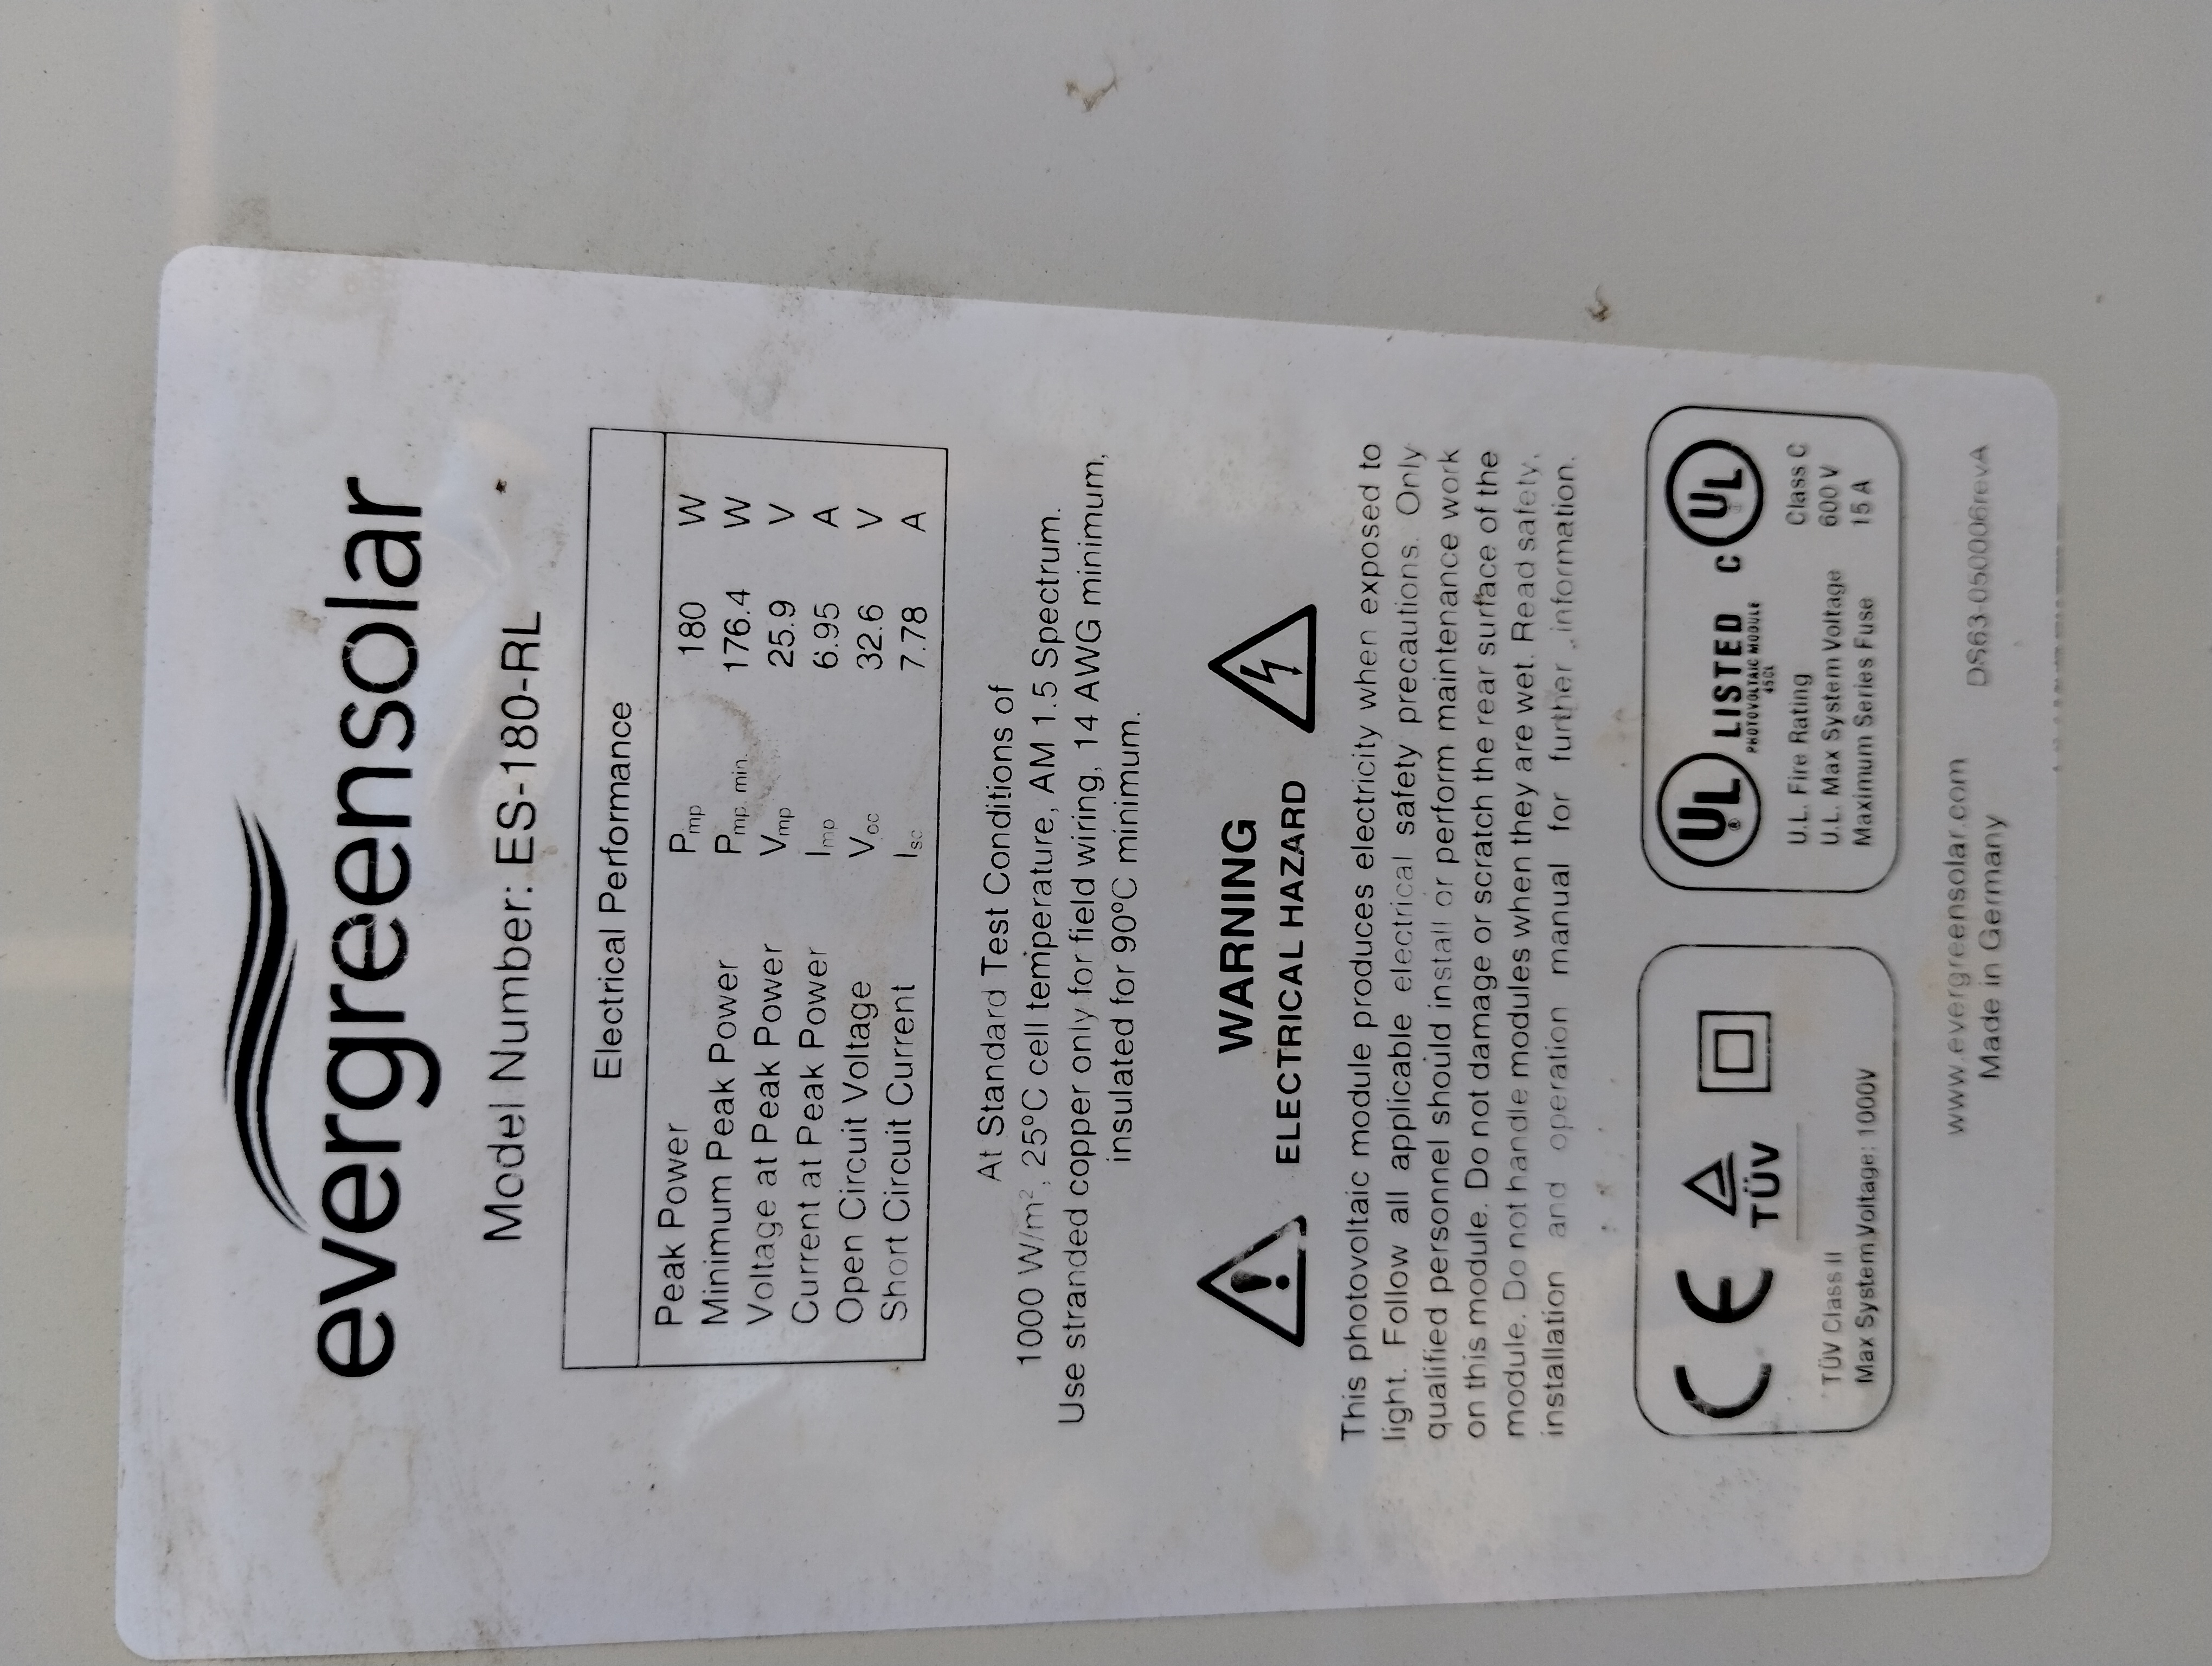 evergreensolar
Model Number: ES-180-RL
Electrical Performance
Peak Power Pmp 180 W
Minimum Peak Power Pmp, min. 176.4 W
Voltage at Peak Power Vmp 25.9 V
Current at Peak Power Imp 6.95 A
Open Circuit Voltage Voc 32.6 V
Short Circuit Current Isc 7.78 A
At Standard Test Conditions of
1000 W/m², 25°C cell temperature, AM 1.5 Spectrum.
Use stranded copper only for field wiring, 14 AWG minimum,
insulated for 90°C minimum.
WARNING
ELECTRICAL HAZARD
This photovoltaic module produces electricity when exposed to
light. Follow all applicable electrical safety precautions. Only
qualified personnel should install or perform maintenance work
on this module. Do not damage or scratch the rear surface of the
module. Do not handle modules when they are wet. Read safety,
installation and operation manual for further information.
CE TÜV
TÜV Class II
Max System Voltage: 1000V
UL® LISTED C UL
PHOTOVOLTAIC MODULE
45CL
U.L. Fire Rating Class C
U.L. Max System Voltage 600 V
Maximum Series Fuse 15 A
www.evergreensolar.com DS63-050006revA
Made in Germany